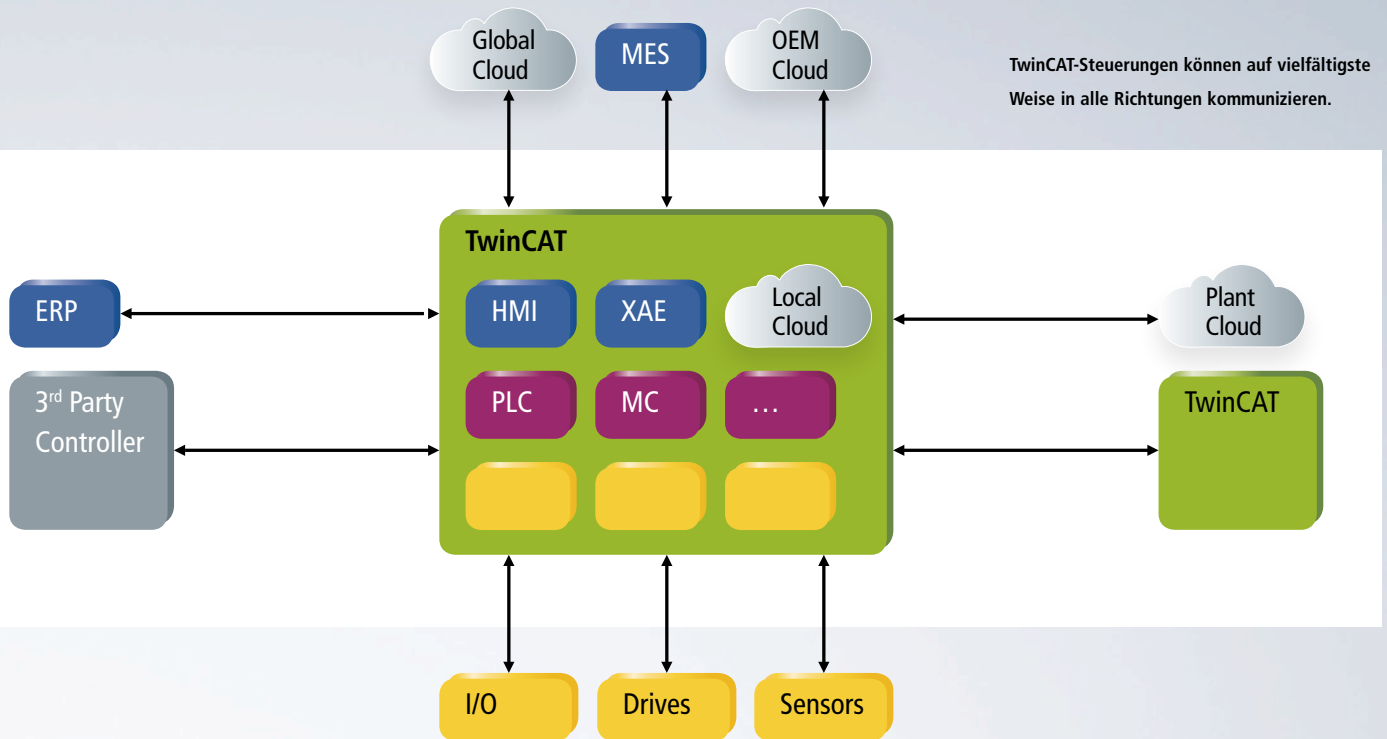 Global
Cloud
MES
OEM
Cloud
TwinCAT-Steuerungen können auf vielfältigste
Weise in alle Richtungen kommunizieren.
TwinCAT
ERP
HMI
XAE
Local
Cloud
Plant
Cloud
3rd Party
Controller
PLC
MC
...
TwinCAT
I/O
Drives
Sensors